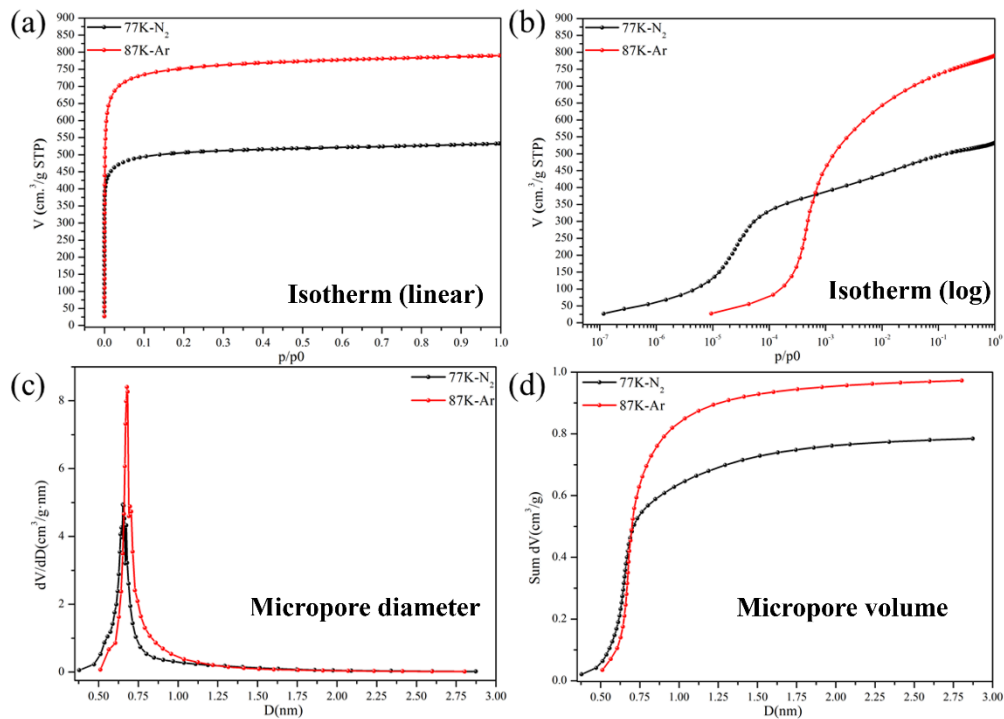 (a)
77K-N₂
87K-Ar
900
850
800
750
700
650
600
550
500
450
400
350
300
250
200
150
100
50
0
V (cm.³/g STP)
Isotherm (linear)
0.0 0.1 0.2 0.3 0.4 0.5 0.6 0.7 0.8 0.9 1.0
p/p0
(b)
77K-N₂
87K-Ar
900
850
800
750
700
650
600
550
500
450
400
350
300
250
200
150
100
50
0
V (cm.³/g STP)
Isotherm (log)
10⁻⁷ 10⁻⁶ 10⁻⁵ 10⁻⁴ 10⁻³ 10⁻² 10⁻¹ 10⁰
p/p0
(c)
77K-N₂
87K-Ar
8
6
4
2
0
dV/dD(cm³/g·nm)
Micropore diameter
0.50 0.75 1.00 1.25 1.50 1.75 2.00 2.25 2.50 2.75 3.00
D(nm)
(d)
77K-N₂
87K-Ar
1.0
0.8
0.6
0.4
0.2
0.0
Sum dV(cm³/g)
Micropore volume
0.50 0.75 1.00 1.25 1.50 1.75 2.00 2.25 2.50 2.75 3.00
D(nm)